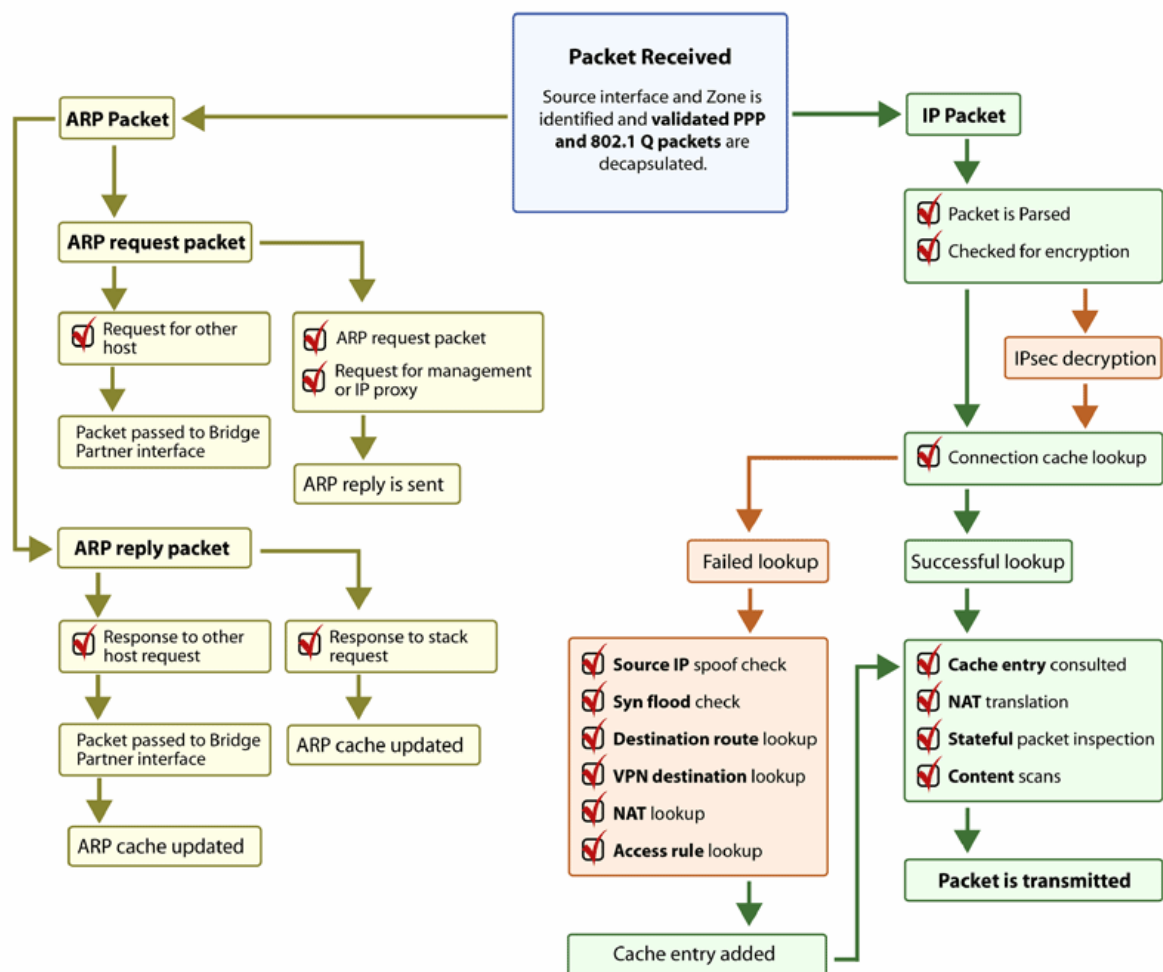 Packet Received
Source interface and Zone is
identified and validated PPP
and 802.1 Q packets are
decapsulated.
ARP Packet
ARP request packet
Request for other
host
Packet passed to Bridge
Partner interface
ARP request packet
Request for management
or IP proxy
ARP reply is sent
ARP reply packet
Response to other
host request
Packet passed to Bridge
Partner interface
ARP cache updated
Response to stack
request
ARP cache updated
IP Packet
Packet is Parsed
Checked for encryption
IPsec decryption
Connection cache lookup
Failed lookup
Source IP spoof check
Syn flood check
Destination route lookup
VPN destination lookup
NAT lookup
Access rule lookup
Cache entry added
Successful lookup
Cache entry consulted
NAT translation
Stateful packet inspection
Content scans
Packet is transmitted